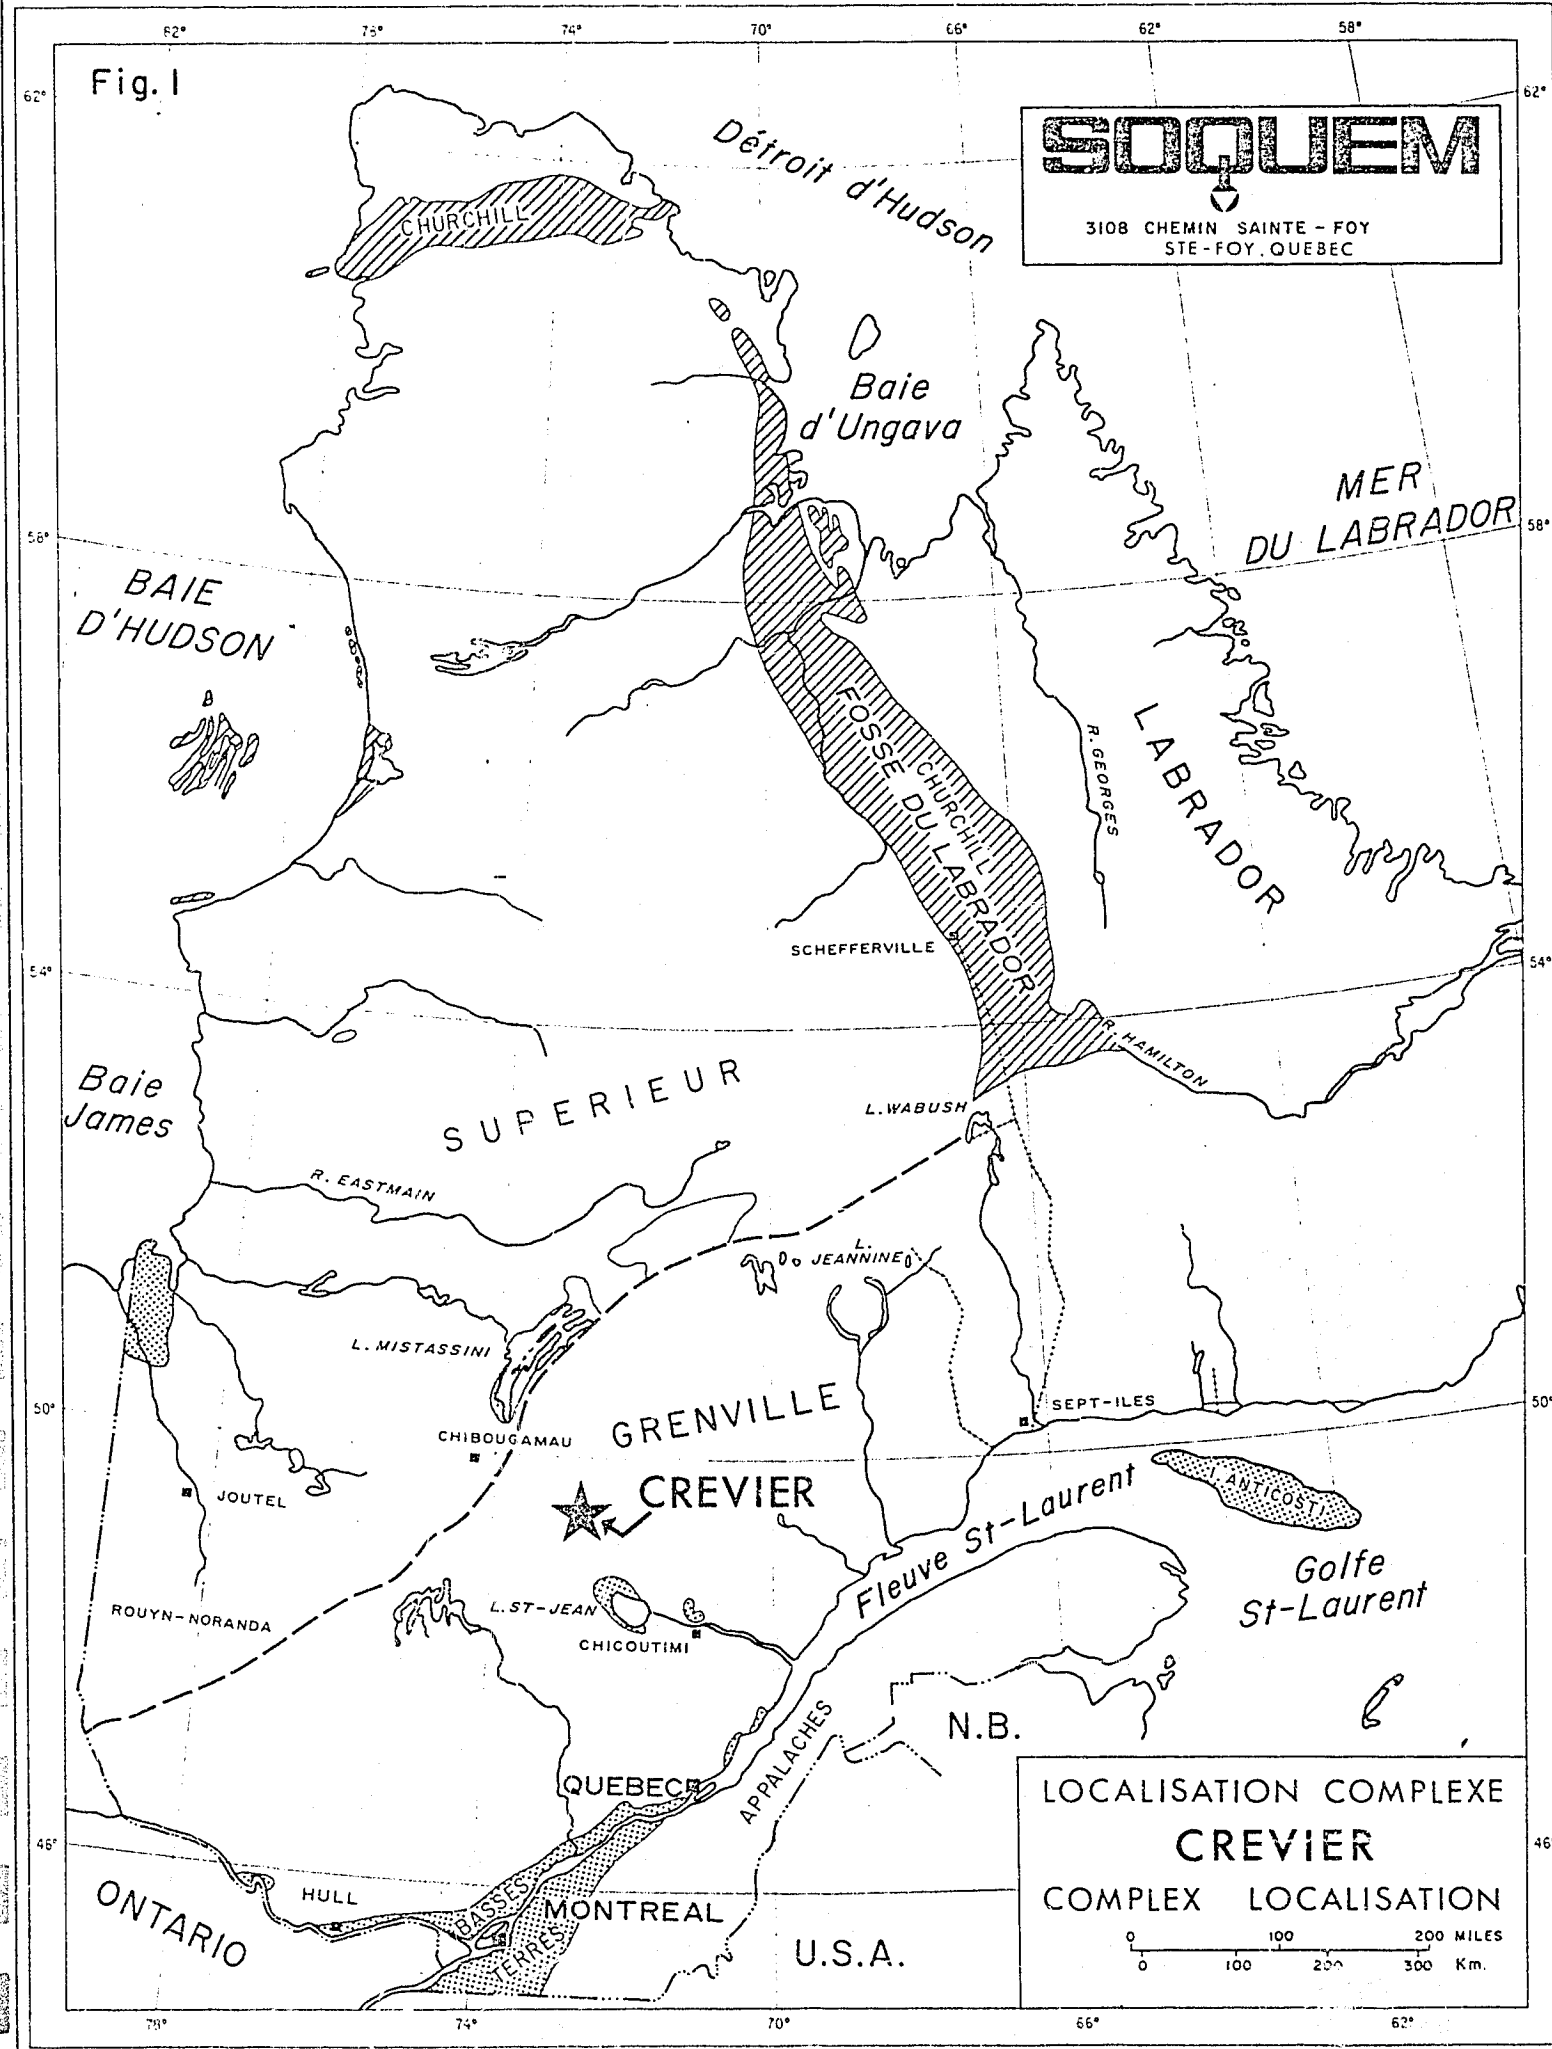 82°
78°
74°
70°
66°
62°
58°
Fig. 1
62°
62°
SOQUEM
3108 CHEMIN SAINTE-FOY
STE-FOY, QUEBEC
Détroit d'Hudson
CHURCHILL
Baie
d'Ungava
MER
DU LABRADOR
58°
58°
BAIE
D'HUDSON
FOSSE DU LABRADOR
CHURCHILL
R. GEORGES
LABRADOR
SCHEFFERVILLE
54°
54°
R. HAMILTON
Baie
James
SUPERIEUR
L. WABUSH
R. EASTMAIN
L.
JEANNINE
L. MISTASSINI
50°
50°
GRENVILLE
SEPT-ILES
CHIBOUGAMAU
CREVIER
JOUTEL
I. ANTICOSTI
Fleuve St-Laurent
Golfe
St-Laurent
ROUYN-NORANDA
L. ST-JEAN
CHICOUTIMI
N.B.
APPALACHES
QUEBEC
LOCALISATION COMPLEXE
CREVIER
COMPLEX LOCALISATION
46°
46°
HULL
ONTARIO
BASSES
TERRES
MONTREAL
U.S.A.
0 100 200 MILES
0 100 200 300 Km.
78°
74°
70°
66°
62°